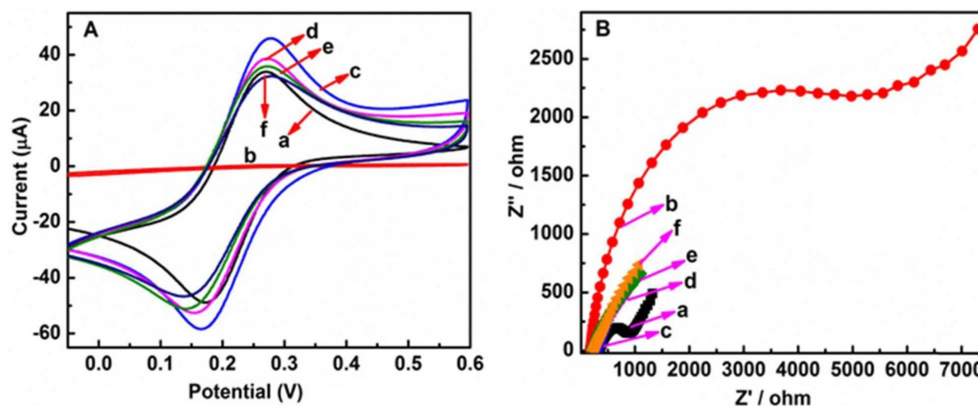 A
40
20
0
-20
-40
-60
Current (μA)
0.0 0.1 0.2 0.3 0.4 0.5 0.6
Potential (V)
d
e
c
f
a
b
B
2500
2000
1500
1000
500
0
Z'' / ohm
1000 2000 3000 4000 5000 6000 7000
Z' / ohm
b
f
e
d
a
c